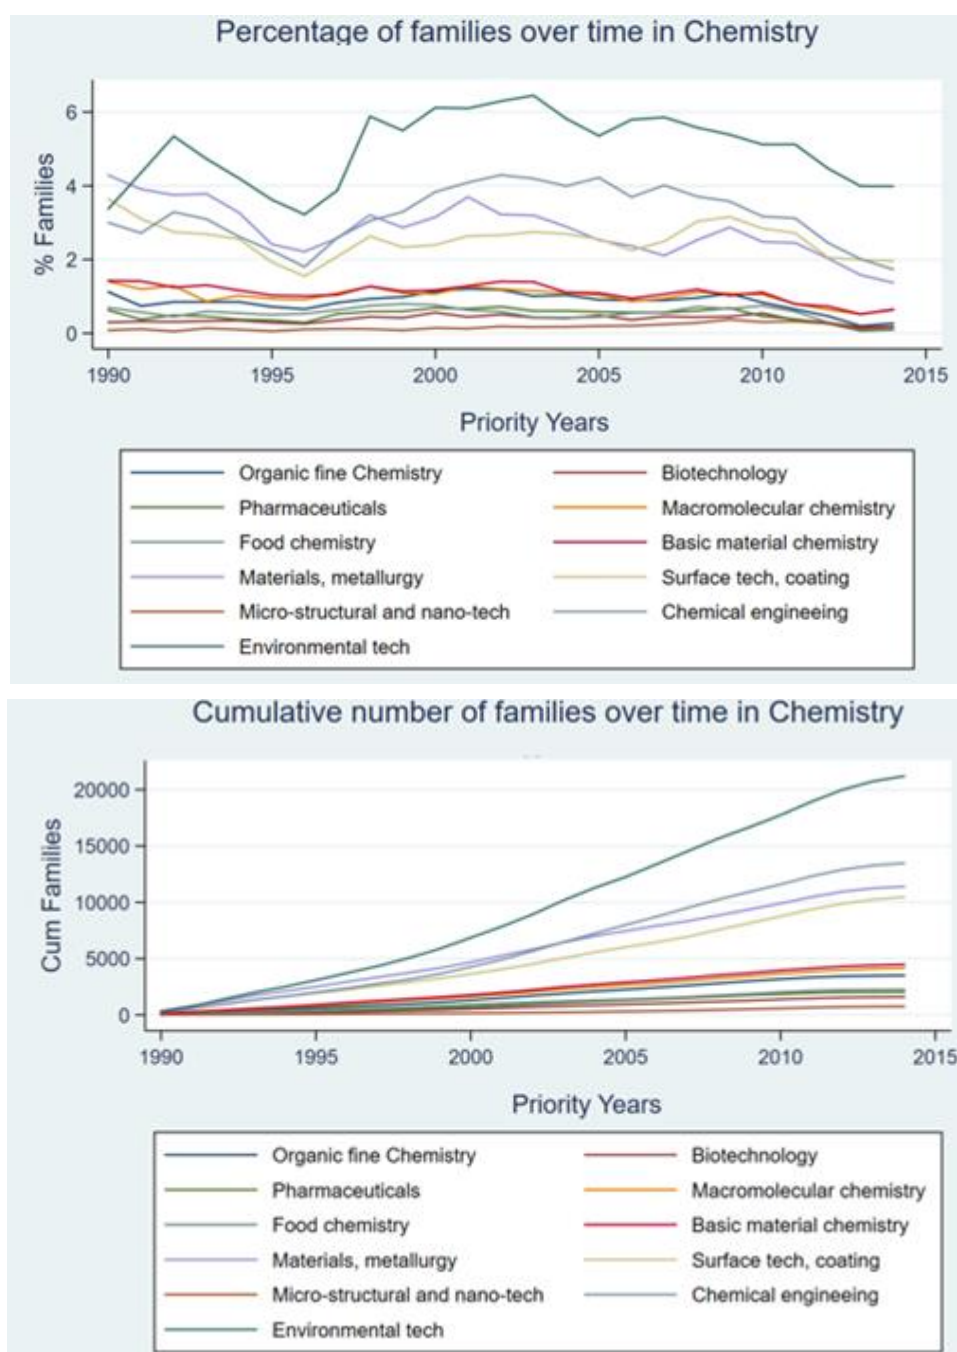 Percentage of families over time in Chemistry
% Families
6
4
2
0
1990 1995 2000 2005 2010 2015
Priority Years
Organic fine Chemistry Biotechnology
Pharmaceuticals Macromolecular chemistry
Food chemistry Basic material chemistry
Materials, metallurgy Surface tech, coating
Micro-structural and nano-tech Chemical engineeing
Environmental tech
Cumulative number of families over time in Chemistry
Cum Families
20000
15000
10000
5000
0
1990 1995 2000 2005 2010 2015
Priority Years
Organic fine Chemistry Biotechnology
Pharmaceuticals Macromolecular chemistry
Food chemistry Basic material chemistry
Materials, metallurgy Surface tech, coating
Micro-structural and nano-tech Chemical engineeing
Environmental tech